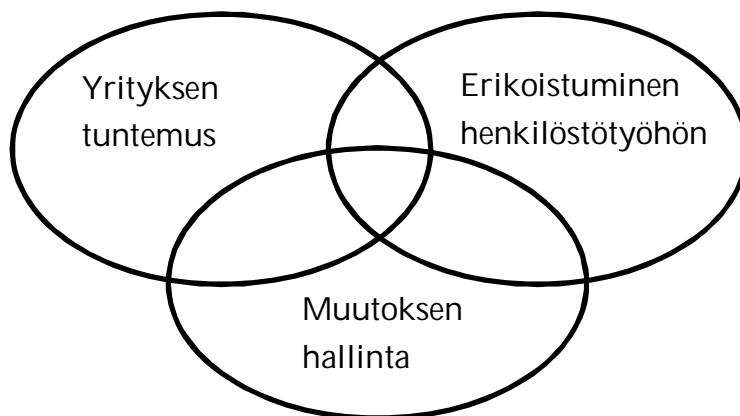 Yrityksen
tuntemus
Erikoistuminen
henkilöstötyöhön
Muutoksen
hallinta